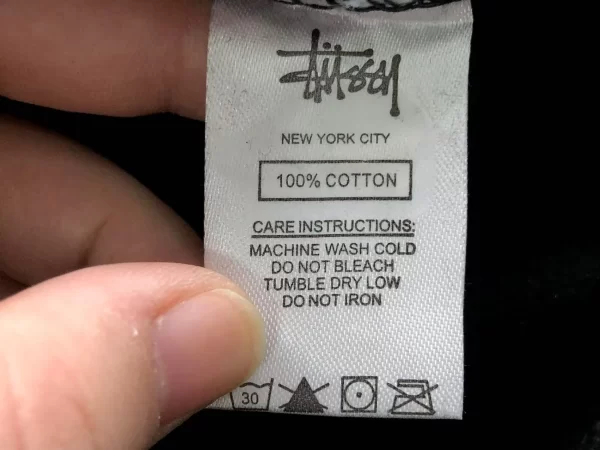 Stüssy
NEW YORK CITY
100% COTTON
CARE INSTRUCTIONS:
MACHINE WASH COLD
DO NOT BLEACH
TUMBLE DRY LOW
DO NOT IRON
30